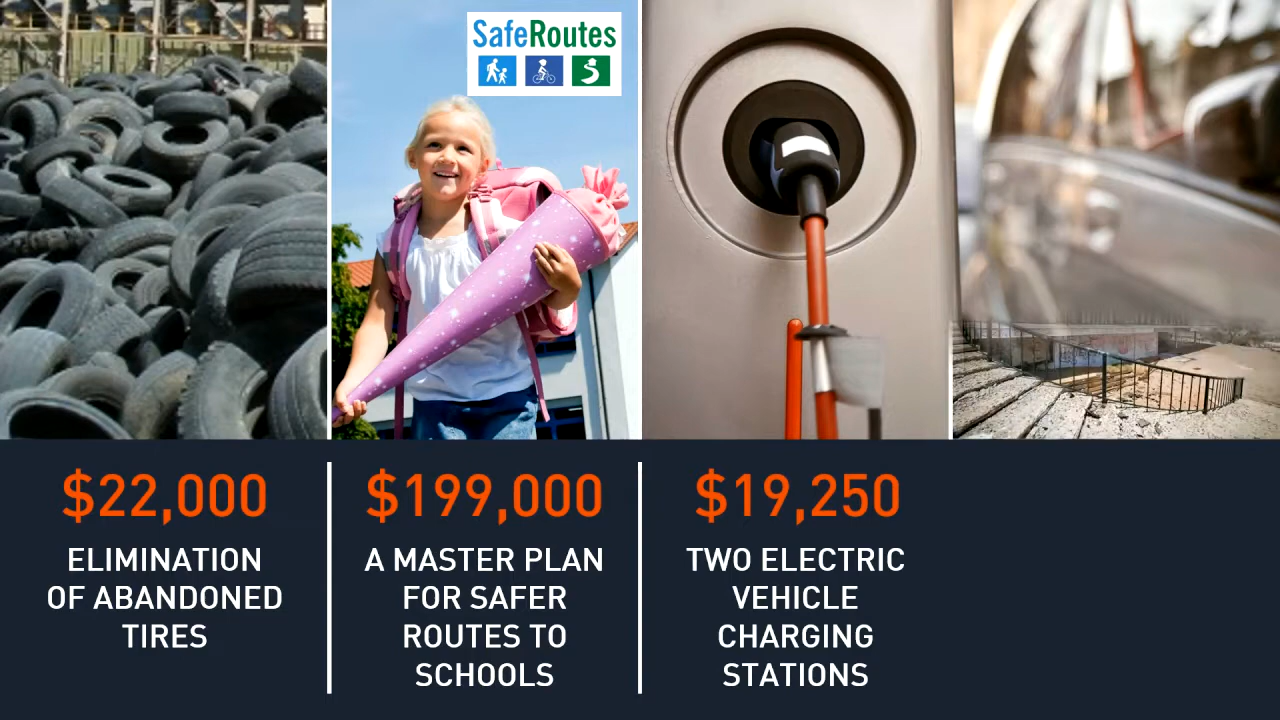 SafeRoutes
$22,000
ELIMINATION
OF ABANDONED
TIRES
$199,000
A MASTER PLAN
FOR SAFER
ROUTES TO
SCHOOLS
$19,250
TWO ELECTRIC
VEHICLE
CHARGING
STATIONS